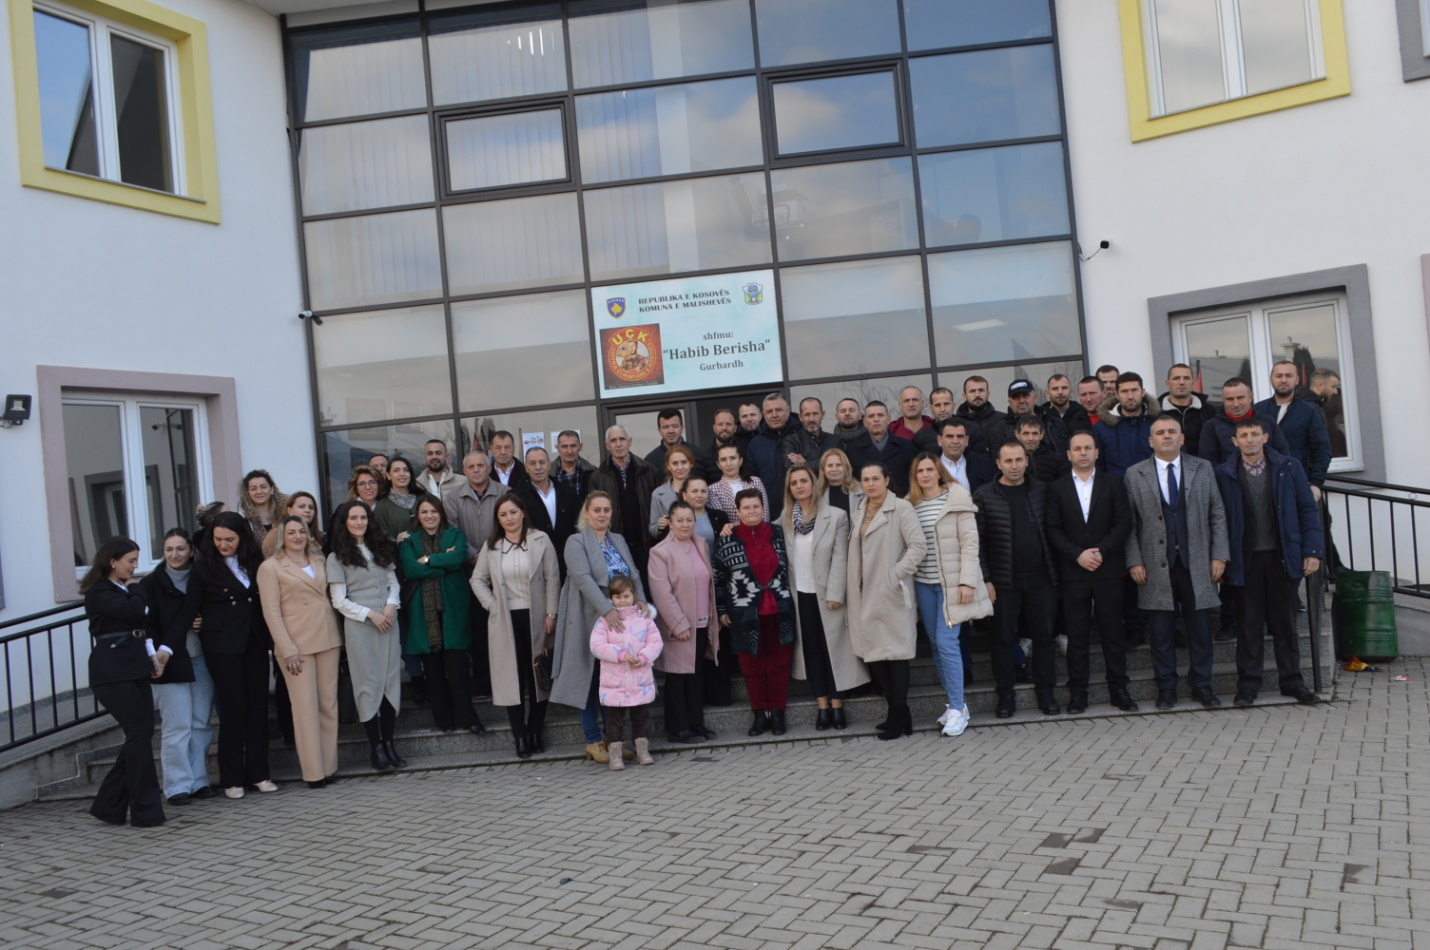 REPUBLIKA E KOSOVËS
KOMUNA E MALISHEVËS
UÇK
shfmu:
"Habib Berisha"
Gurbardh